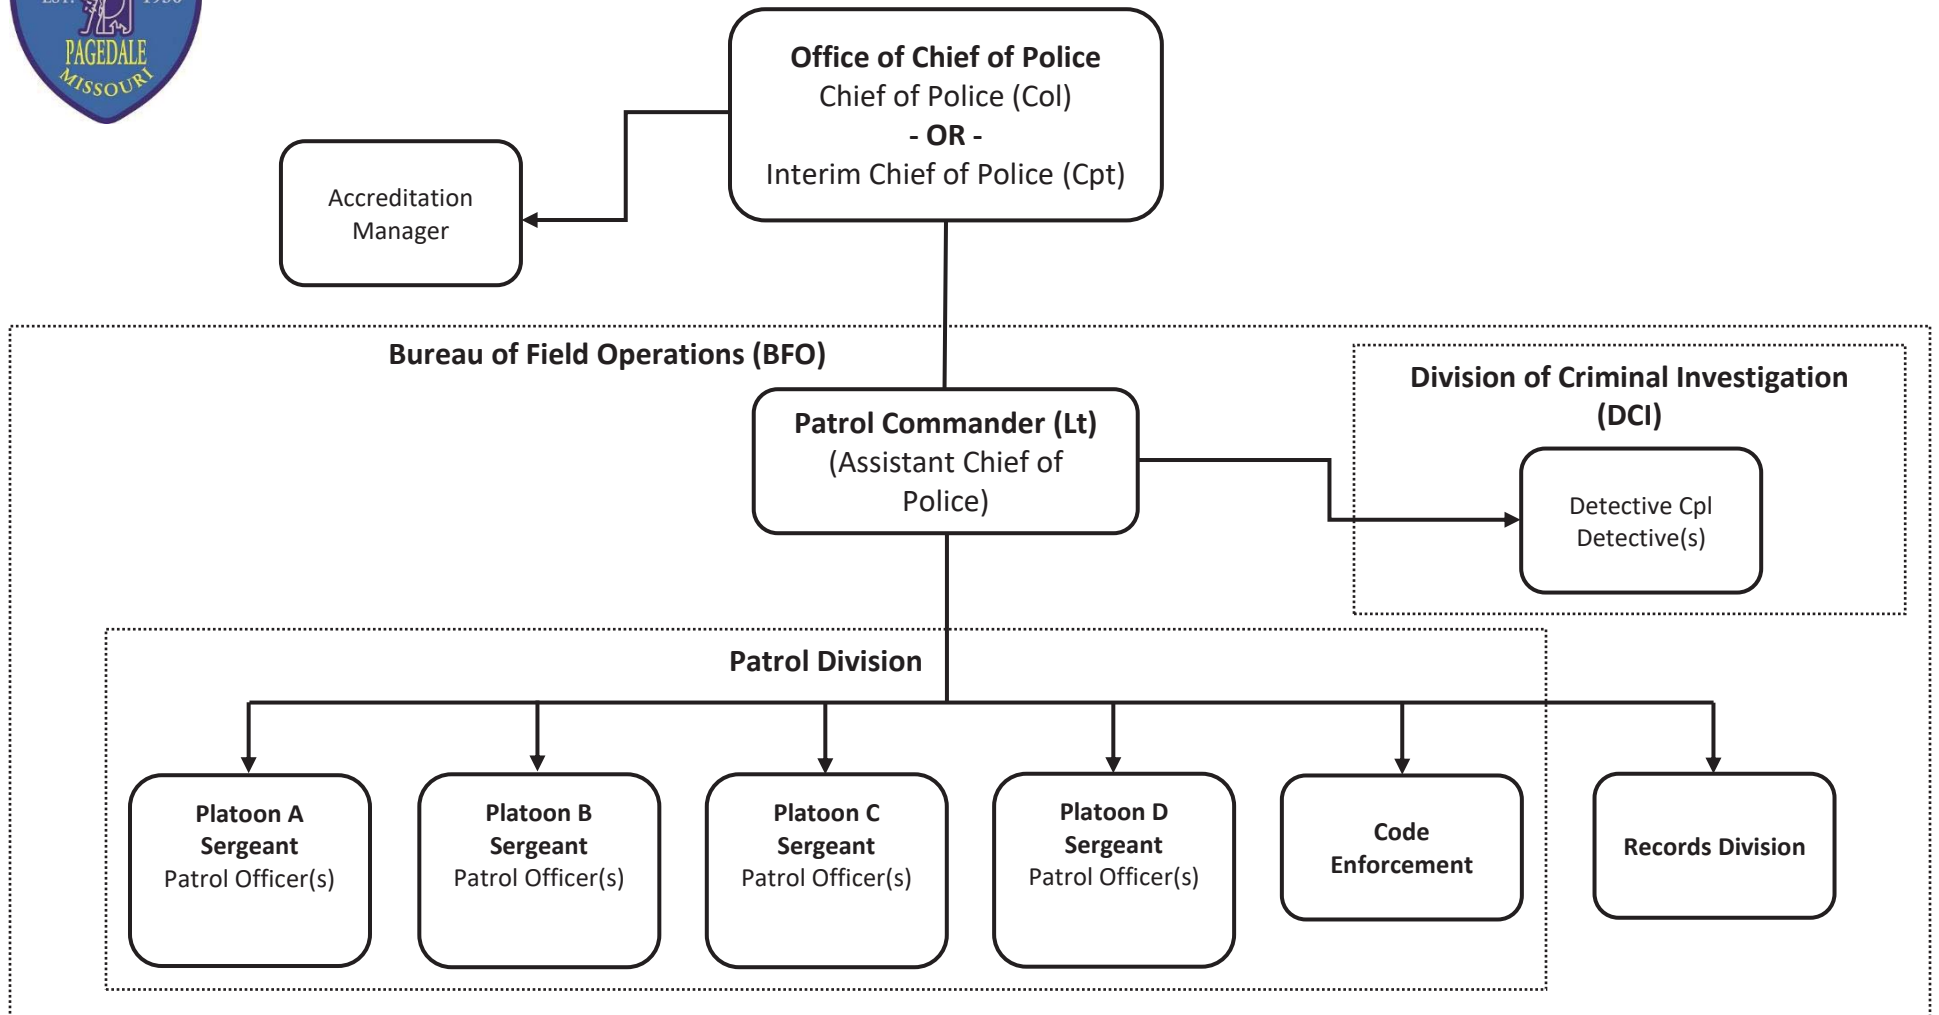 EST. 1950
PAGEDALE
MISSOURI
Office of Chief of Police
Chief of Police (Col)
- OR -
Interim Chief of Police (Cpt)
Accreditation
Manager
Bureau of Field Operations (BFO)
Division of Criminal Investigation
(DCI)
Patrol Commander (Lt)
(Assistant Chief of
Police)
Detective Cpl
Detective(s)
Patrol Division
Platoon A
Sergeant
Patrol Officer(s)
Platoon B
Sergeant
Patrol Officer(s)
Platoon C
Sergeant
Patrol Officer(s)
Platoon D
Sergeant
Patrol Officer(s)
Code
Enforcement
Records Division